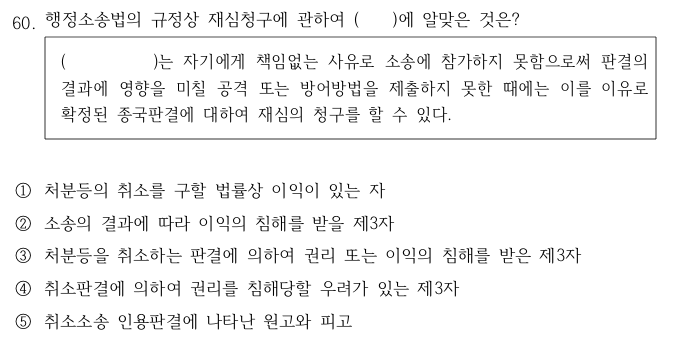 60. 행정소송법의 규정상 재심청구에 관하여 (    )에 알맞은 것은?
(        )는 자기에게 책임없는 사유로 소송에 참가하지 못함으로써 판결의
결과에 영향을 미칠 공격 또는 방어방법을 제출하지 못한 때에는 이를 이유로
확정된 종국판결에 대하여 재심의 청구를 할 수 있다.
① 처분등의 취소를 구할 법률상 이익이 있는 자
② 소송의 결과에 따라 이익의 침해를 받을 제3자
③ 처분등을 취소하는 판결에 의하여 권리 또는 이익의 침해를 받은 제3자
④ 취소판결에 의하여 권리를 침해당할 우려가 있는 제3자
⑤ 취소소송 인용판결에 나타난 원고와 피고